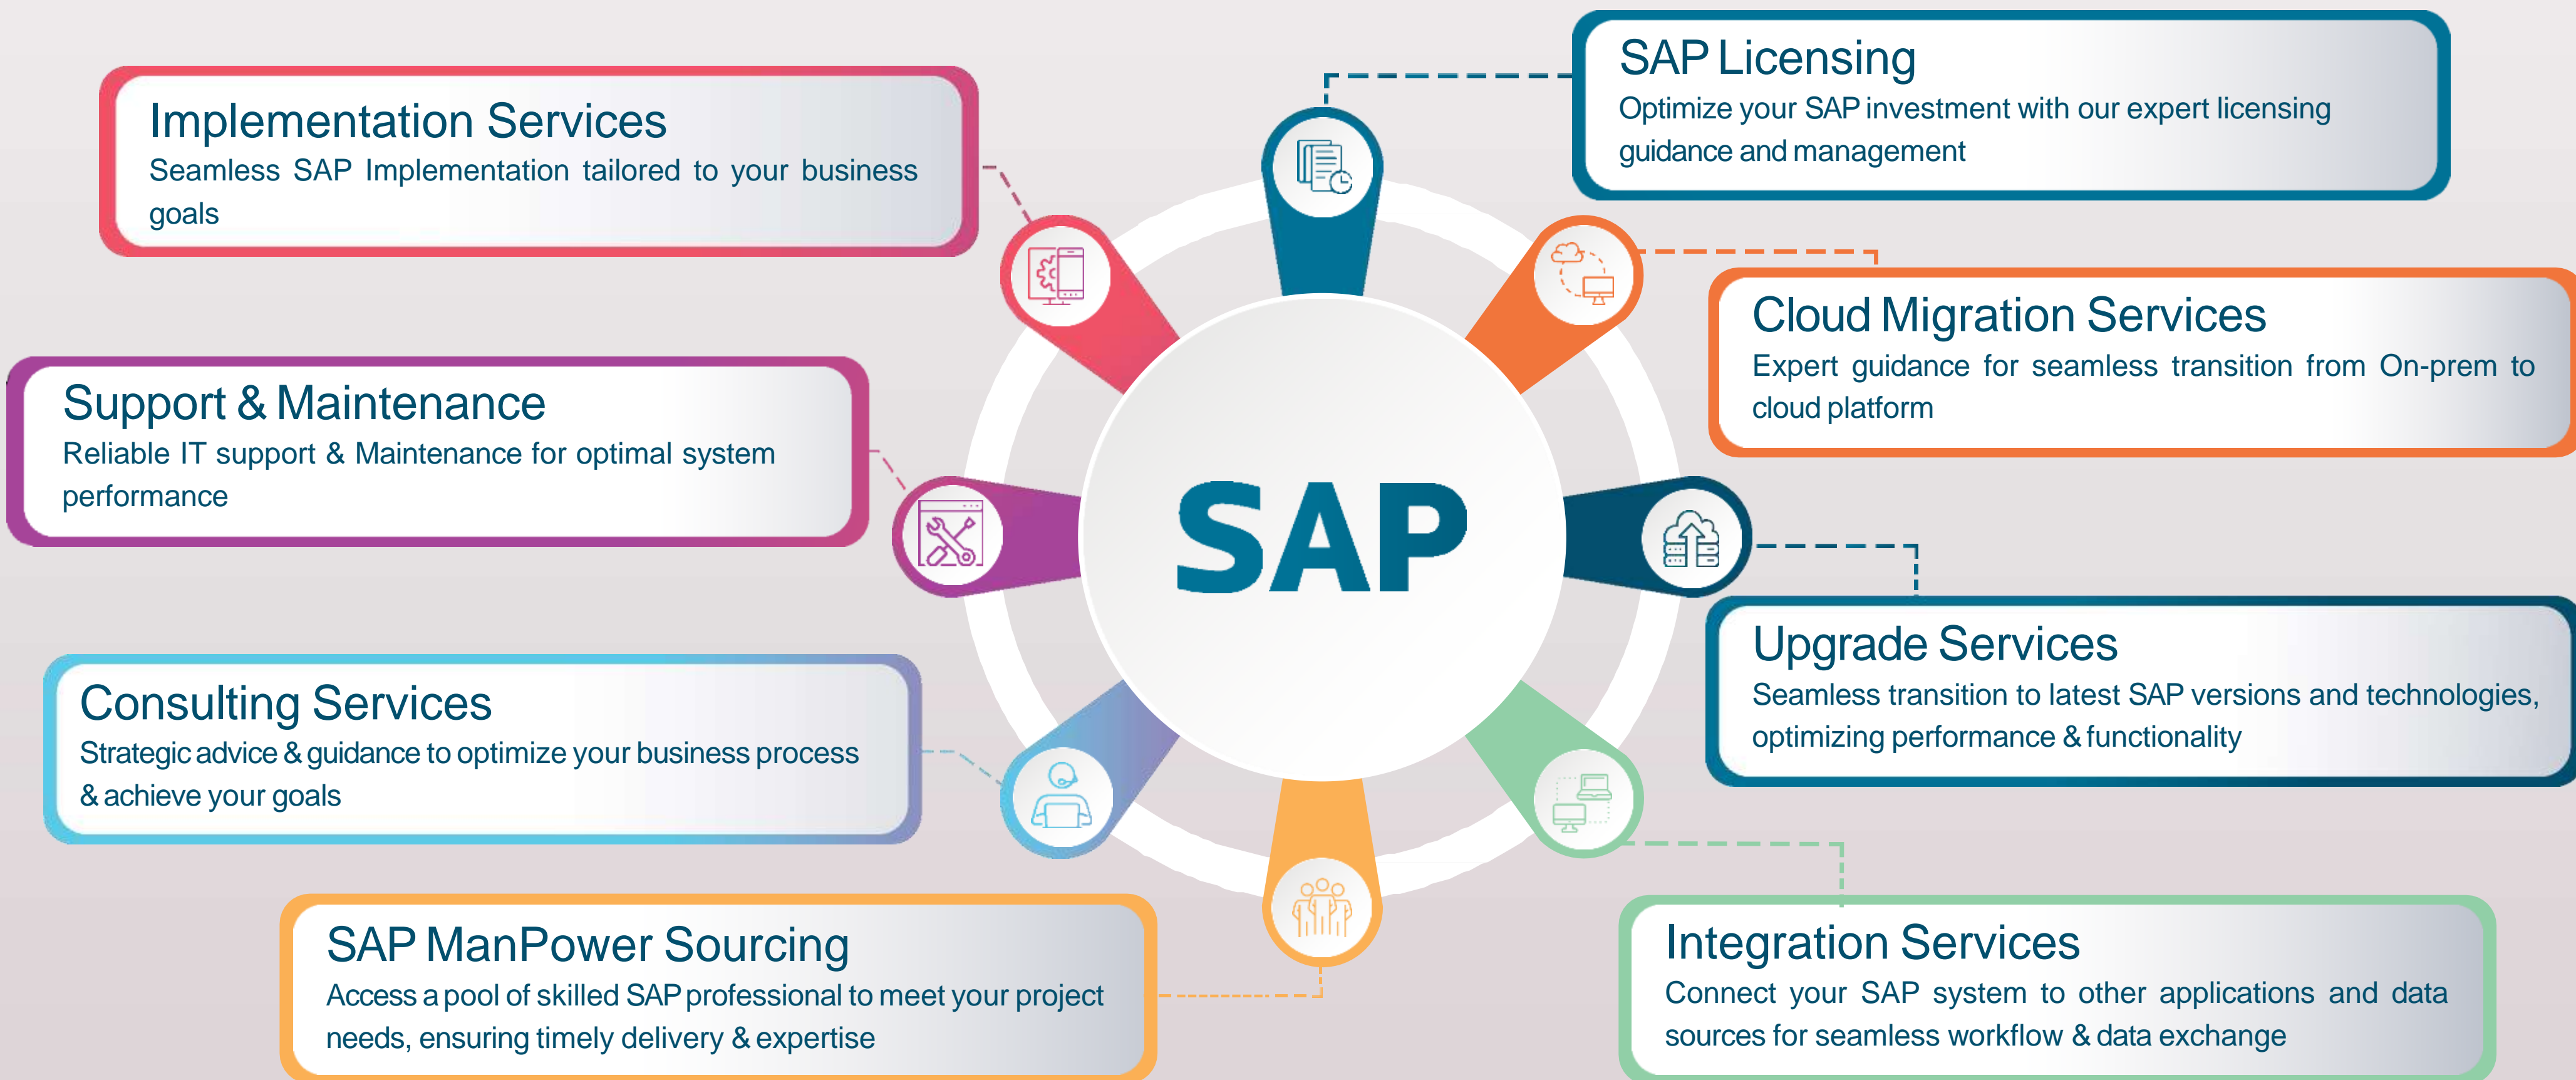 Implementation Services
Seamless SAP Implementation tailored to your business
goals
Support & Maintenance
Reliable IT support & Maintenance for optimal system
performance
Consulting Services
Strategic advice & guidance to optimize your business process
& achieve your goals
SAP ManPower Sourcing
Access a pool of skilled SAP professional to meet your project
needs, ensuring timely delivery & expertise
SAP
SAP Licensing
Optimize your SAP investment with our expert licensing
guidance and management
Cloud Migration Services
Expert guidance for seamless transition from On-prem to
cloud platform
Upgrade Services
Seamless transition to latest SAP versions and technologies,
optimizing performance & functionality
Integration Services
Connect your SAP system to other applications and data
sources for seamless workflow & data exchange